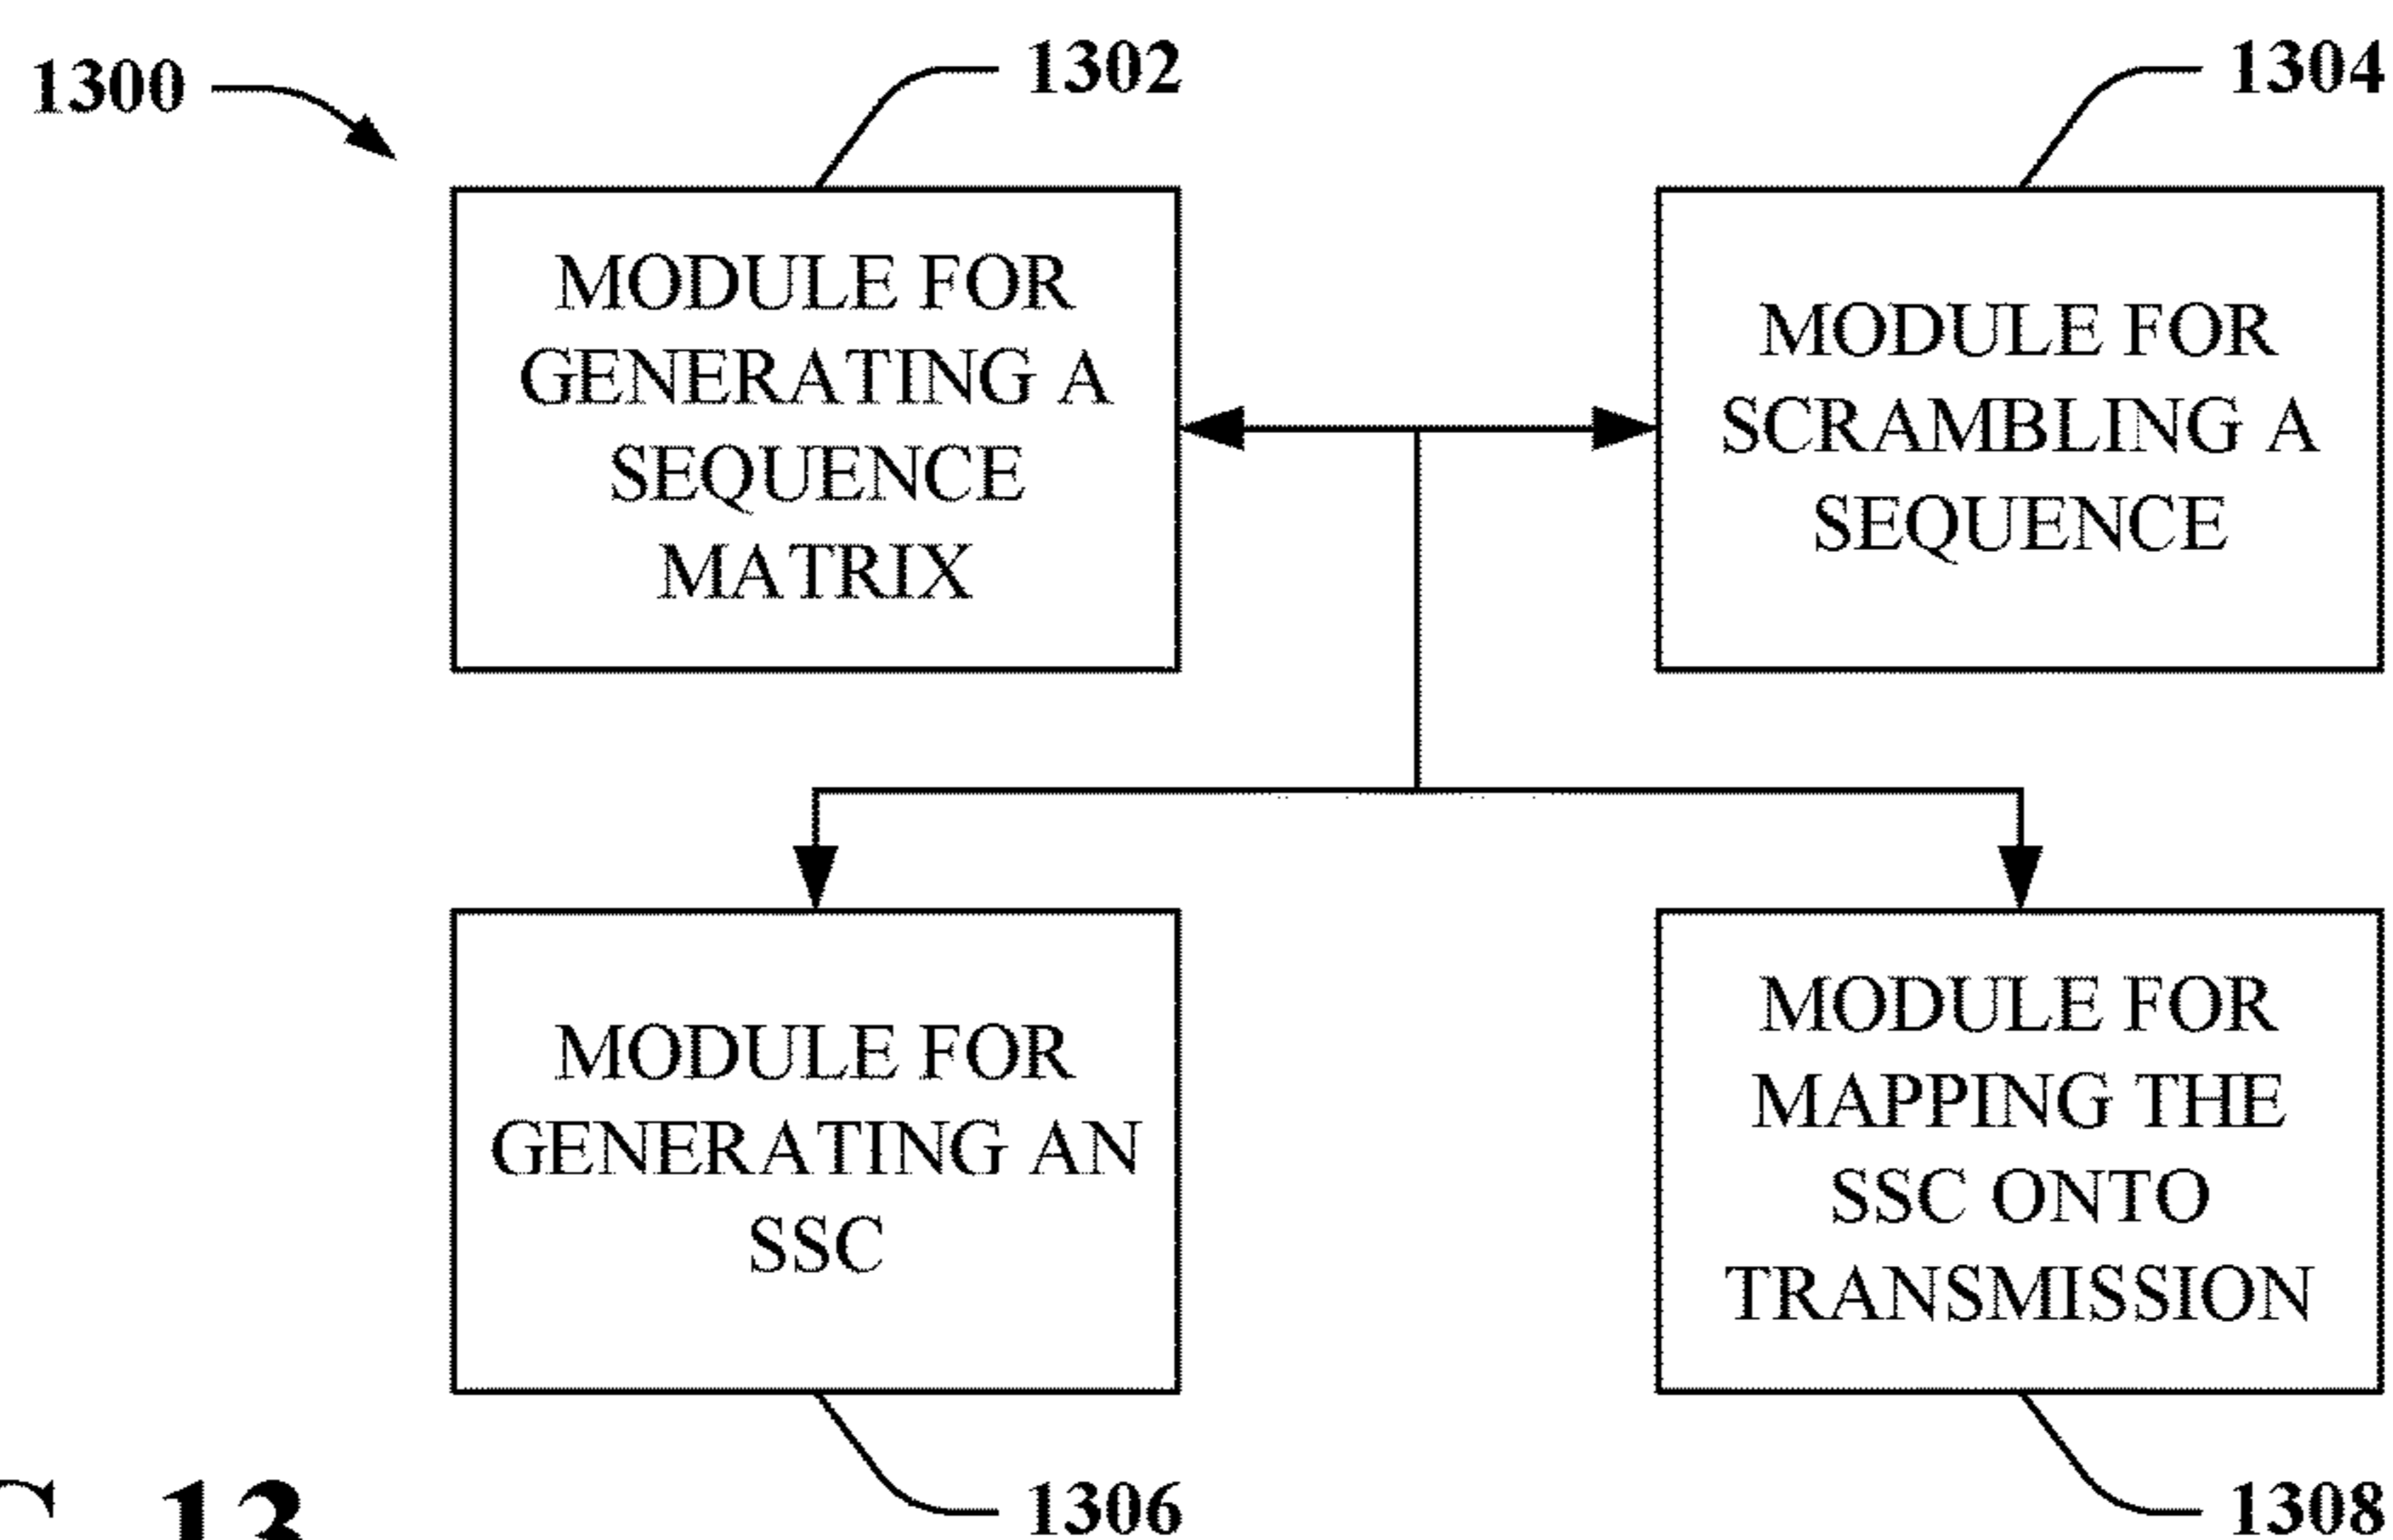 1300
1302
1304
MODULE FOR
GENERATING A
SEQUENCE
MATRIX
MODULE FOR
SCRAMBLING A
SEQUENCE
MODULE FOR
GENERATING AN
SSC
MODULE FOR
MAPPING THE
SSC ONTO
TRANSMISSION
1306
1308
13